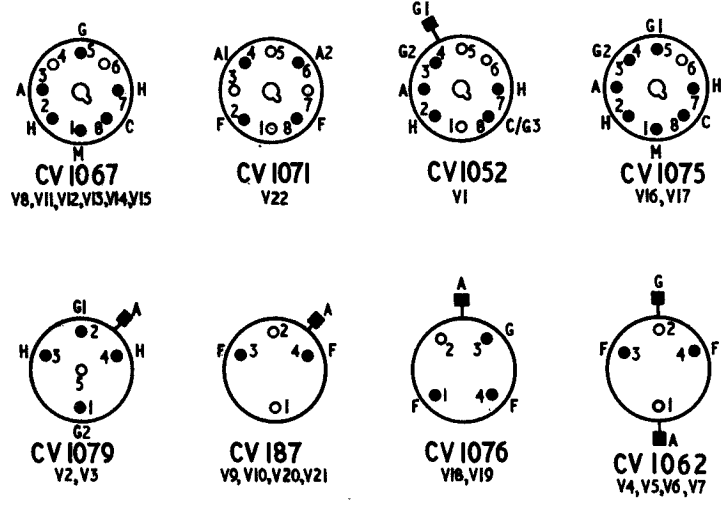 G
4 5 6
3
A H
2 7
H 1 8 C
M
CV1067
V8,V11,V12,V13,V14,V15
A1 4 5 A2
3 6
2 7
F 1 8 F
CV1071
V22
G1
G2 4 5 6
3
A H
2 7
H 1 8 C/G3
CV1052
V1
G1
G2 4 5 6
3
A H
2 7
H 1 8 C
M
CV1075
V16,V17
G1 A
2
H 3 4 H
5
1
G2
CV1079
V2,V3
A
2
F 3 4 F
1
CV187
V9,V10,V20,V21
A
2 3 G
F 1 4 F
CV1076
V18,V19
G
2
F 3 4 F
1
A
CV1062
V4,V5,V6,V7